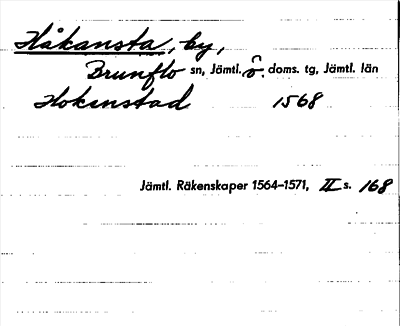 Håkansta, by,
Brunflo sn, Jämtl. ö. doms. tg, Jämtl. län
Hokenstad 1568
Jämtl. Räkenskaper 1564–1571, II s. 168